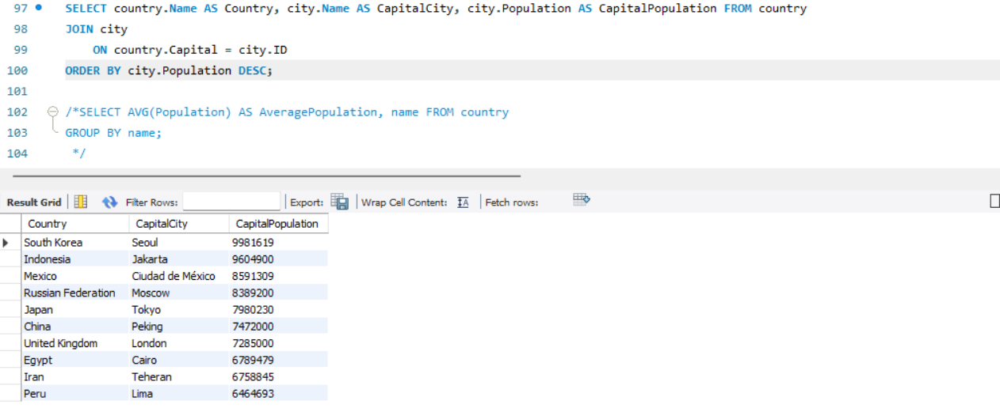 97 SELECT country.Name AS Country, city.Name AS CapitalCity, city.Population AS CapitalPopulation FROM country
98 JOIN city
99 ON country.Capital = city.ID
100 ORDER BY city.Population DESC;
101
102 /*SELECT AVG(Population) AS AveragePopulation, name FROM country
103 GROUP BY name;
104 */
Result Grid Filter Rows: Export: Wrap Cell Content: IA Fetch rows:
Country CapitalCity CapitalPopulation
South Korea Seoul 9981619
Indonesia Jakarta 9604900
Mexico Ciudad de México 8591309
Russian Federation Moscow 8389200
Japan Tokyo 7980230
China Peking 7472000
United Kingdom London 7285000
Egypt Cairo 6789479
Iran Teheran 6758845
Peru Lima 6464693